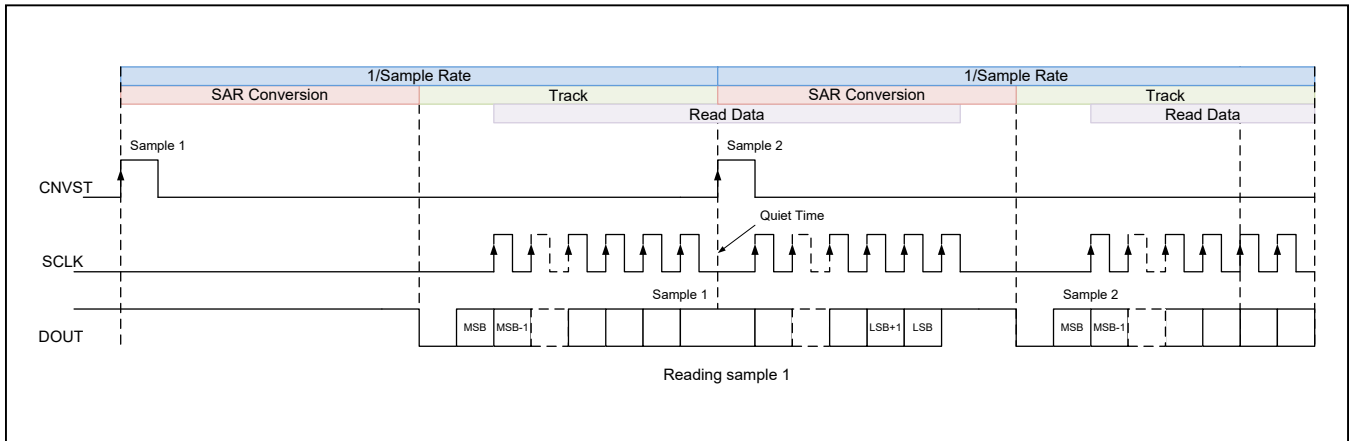 1/Sample Rate 1/Sample Rate
SAR Conversion Track SAR Conversion Track
Read Data Read Data
Sample 1 Sample 2
CNVST
Quiet Time
SCLK
Sample 1 Sample 2
MSB MSB-1 LSB+1 LSB MSB MSB-1
DOUT
Reading sample 1